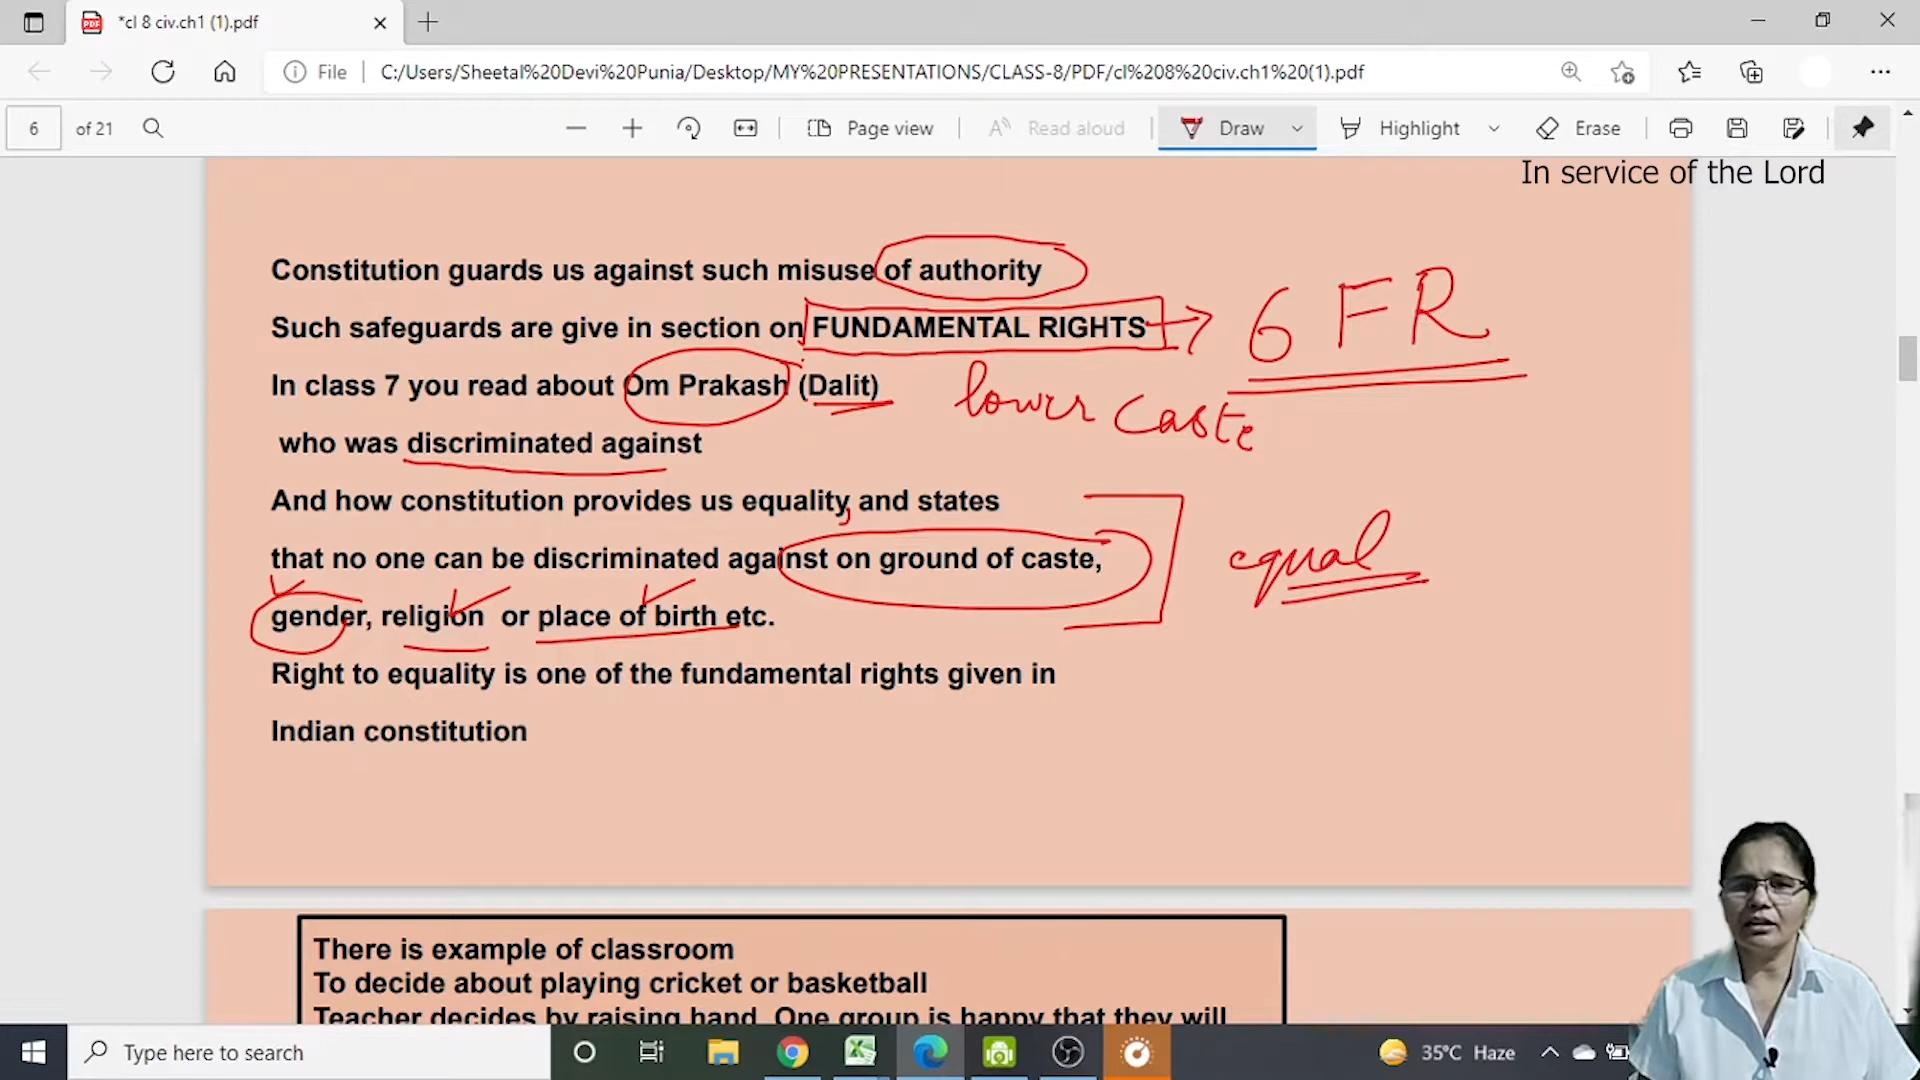 *cl 8 civ.ch1 (1).pdf
File
C:/Users/Sheetal%20Devi%20Punia/Desktop/MY%20PRESENTATIONS/CLASS-8/PDF/cl%208%20civ.ch1%20(1).pdf
6 of 21 Page view Read aloud Draw Highlight Erase
In service of the Lord
Constitution guards us against such misuse of authority
Such safeguards are give in section on FUNDAMENTAL RIGHTS → 6 FR
In class 7 you read about Om Prakash (Dalit) lower caste
who was discriminated against
And how constitution provides us equality, and states
that no one can be discriminated against on ground of caste, equal
gender, religion or place of birth etc.
Right to equality is one of the fundamental rights given in
Indian constitution
There is example of classroom
To decide about playing cricket or basketball
Teacher decides by raising hand. One group is happy that they will
Type here to search
35°C Haze